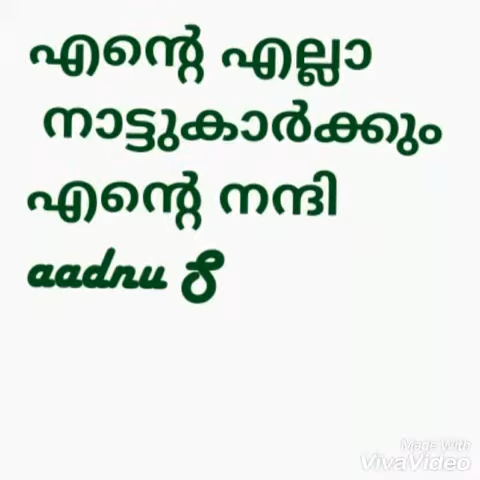 എന്റെ എല്ലാ
നാട്ടുകാർക്കും
എന്റെ നന്ദി
aadnu S
Made With
VivaVideo